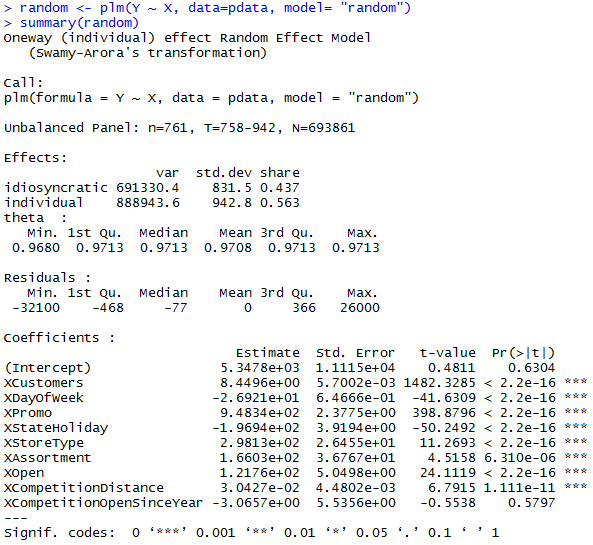 > random <- plm(Y ~ X, data=pdata, model= "random")
> summary(random)
Oneway (individual) effect Random Effect Model
   (Swamy-Arora's transformation)

Call:
plm(formula = Y ~ X, data = pdata, model = "random")

Unbalanced Panel: n=761, T=758-942, N=693861

Effects:
                   var  std.dev share
idiosyncratic 691330.4    831.5 0.437
individual    888943.6    942.8 0.563
theta  :
   Min. 1st Qu.  Median    Mean 3rd Qu.    Max.
 0.9680  0.9713  0.9713  0.9708  0.9713  0.9713

Residuals :
   Min. 1st Qu.  Median    Mean 3rd Qu.    Max.
 -32100    -468     -77       0     366   26000

Coefficients :
                             Estimate  Std. Error   t-value  Pr(>|t|)
(Intercept)                5.3478e+03  1.1115e+04    0.4811    0.6304
XCustomers                 8.4496e+00  5.7002e-03 1482.3285 < 2.2e-16 ***
XDayOfWeek                -2.6921e+01  6.4666e-01  -41.6309 < 2.2e-16 ***
XPromo                     9.4834e+02  2.3775e+00  398.8796 < 2.2e-16 ***
XStateHoliday             -1.9694e+02  3.9194e+00  -50.2492 < 2.2e-16 ***
XStoreType                 2.9813e+02  2.6455e+01   11.2693 < 2.2e-16 ***
XAssortment                1.6603e+02  3.6767e+01    4.5158 6.310e-06 ***
XOpen                      1.2176e+02  5.0498e+00   24.1119 < 2.2e-16 ***
XCompetitionDistance       3.0427e-02  4.4802e-03    6.7915 1.111e-11 ***
XCompetitionOpenSinceYear -3.0657e+00  5.5356e+00   -0.5538    0.5797
---
Signif. codes:  0 ‘***’ 0.001 ‘**’ 0.01 ‘*’ 0.05 ‘.’ 0.1 ‘ ’ 1